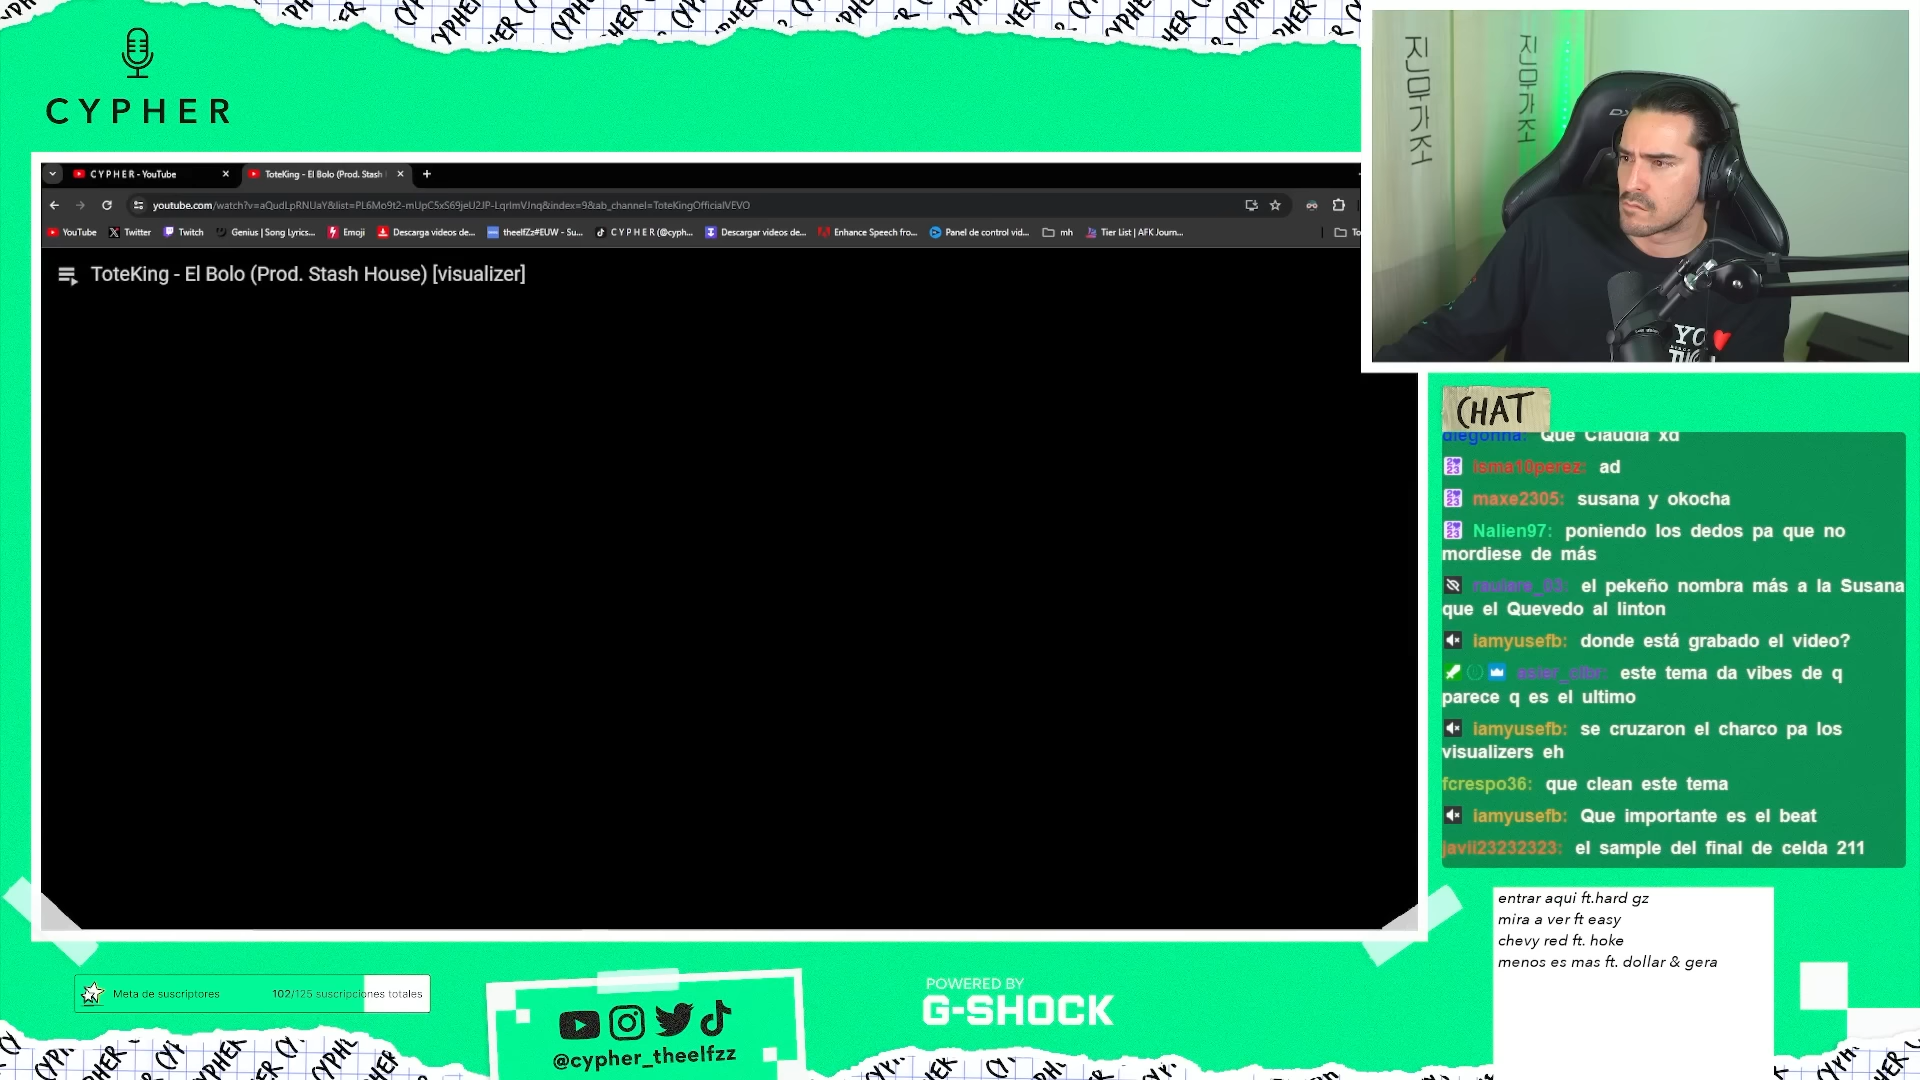 CYPHER
CYPHER - YouTube
ToteKing - El Bolo (Prod. Stash
youtube.com/watch?v=aQudLpRNUaY&list=PL6Mo9t2-mUpC5xS69jeU2JP-LqrlmVJnq&index=9&ab_channel=ToteKingOfficialVEVO
YouTube
Twitter
Twitch
Genius | Song Lyrics...
Emoji
Descarga videos de...
theelfZz#EUW - Su...
CYPHER (@cyph...
Descargar videos de...
Enhance Speech fro...
Panel de control vid...
mh
Tier List | AFK Journ...
To
ToteKing - El Bolo (Prod. Stash House) [visualizer]
CHAT
diegonna: Que Claudia xd
isma10perez: ad
maxe2305: susana y okocha
Nalien97: poniendo los dedos pa que no
mordiese de más
el pekeño nombra más a la Susana
que el Quevedo al linton
iamyusefb: donde está grabado el video?
este tema da vibes de q
parece q es el ultimo
iamyusefb: se cruzaron el charco pa los
visualizers eh
fcrespo36: que clean este tema
iamyusefb: Que importante es el beat
javii23232323: el sample del final de celda 211
entrar aqui ft.hard gz
mira a ver ft easy
chevy red ft. hoke
menos es mas ft. dollar & gera
Meta de suscriptores
102/125 suscripciones totales
@cypher_theelfzz
POWERED BY
G-SHOCK